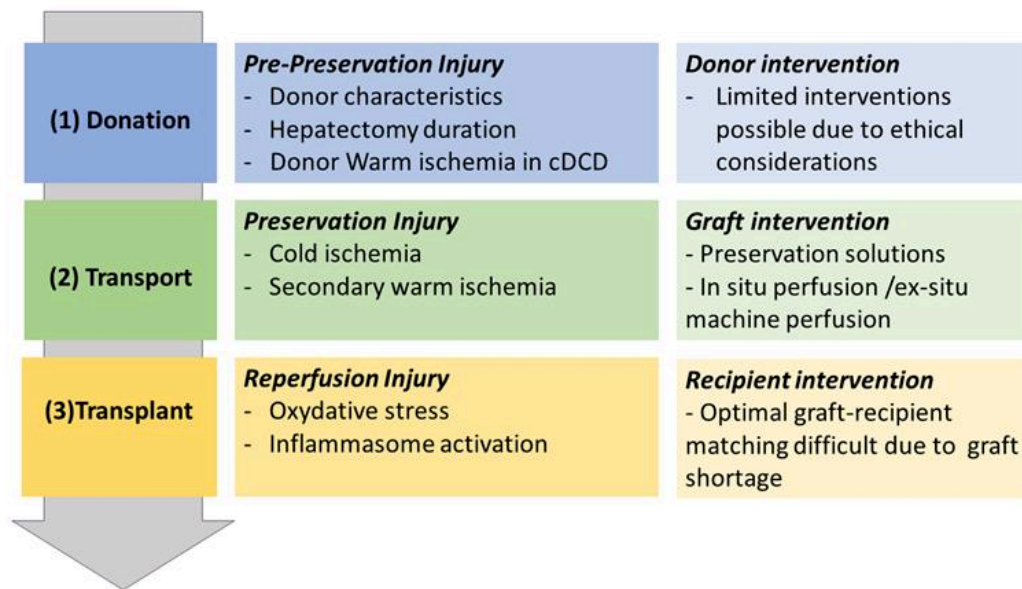 (1) Donation
Pre-Preservation Injury
- Donor characteristics
- Hepatectomy duration
- Donor Warm ischemia in cDCD
Donor intervention
- Limited interventions
possible due to ethical
considerations
(2) Transport
Preservation Injury
- Cold ischemia
- Secondary warm ischemia
Graft intervention
- Preservation solutions
- In situ perfusion /ex-situ
machine perfusion
(3)Transplant
Reperfusion Injury
- Oxydative stress
- Inflammasome activation
Recipient intervention
- Optimal graft-recipient
matching difficult due to  graft
shortage